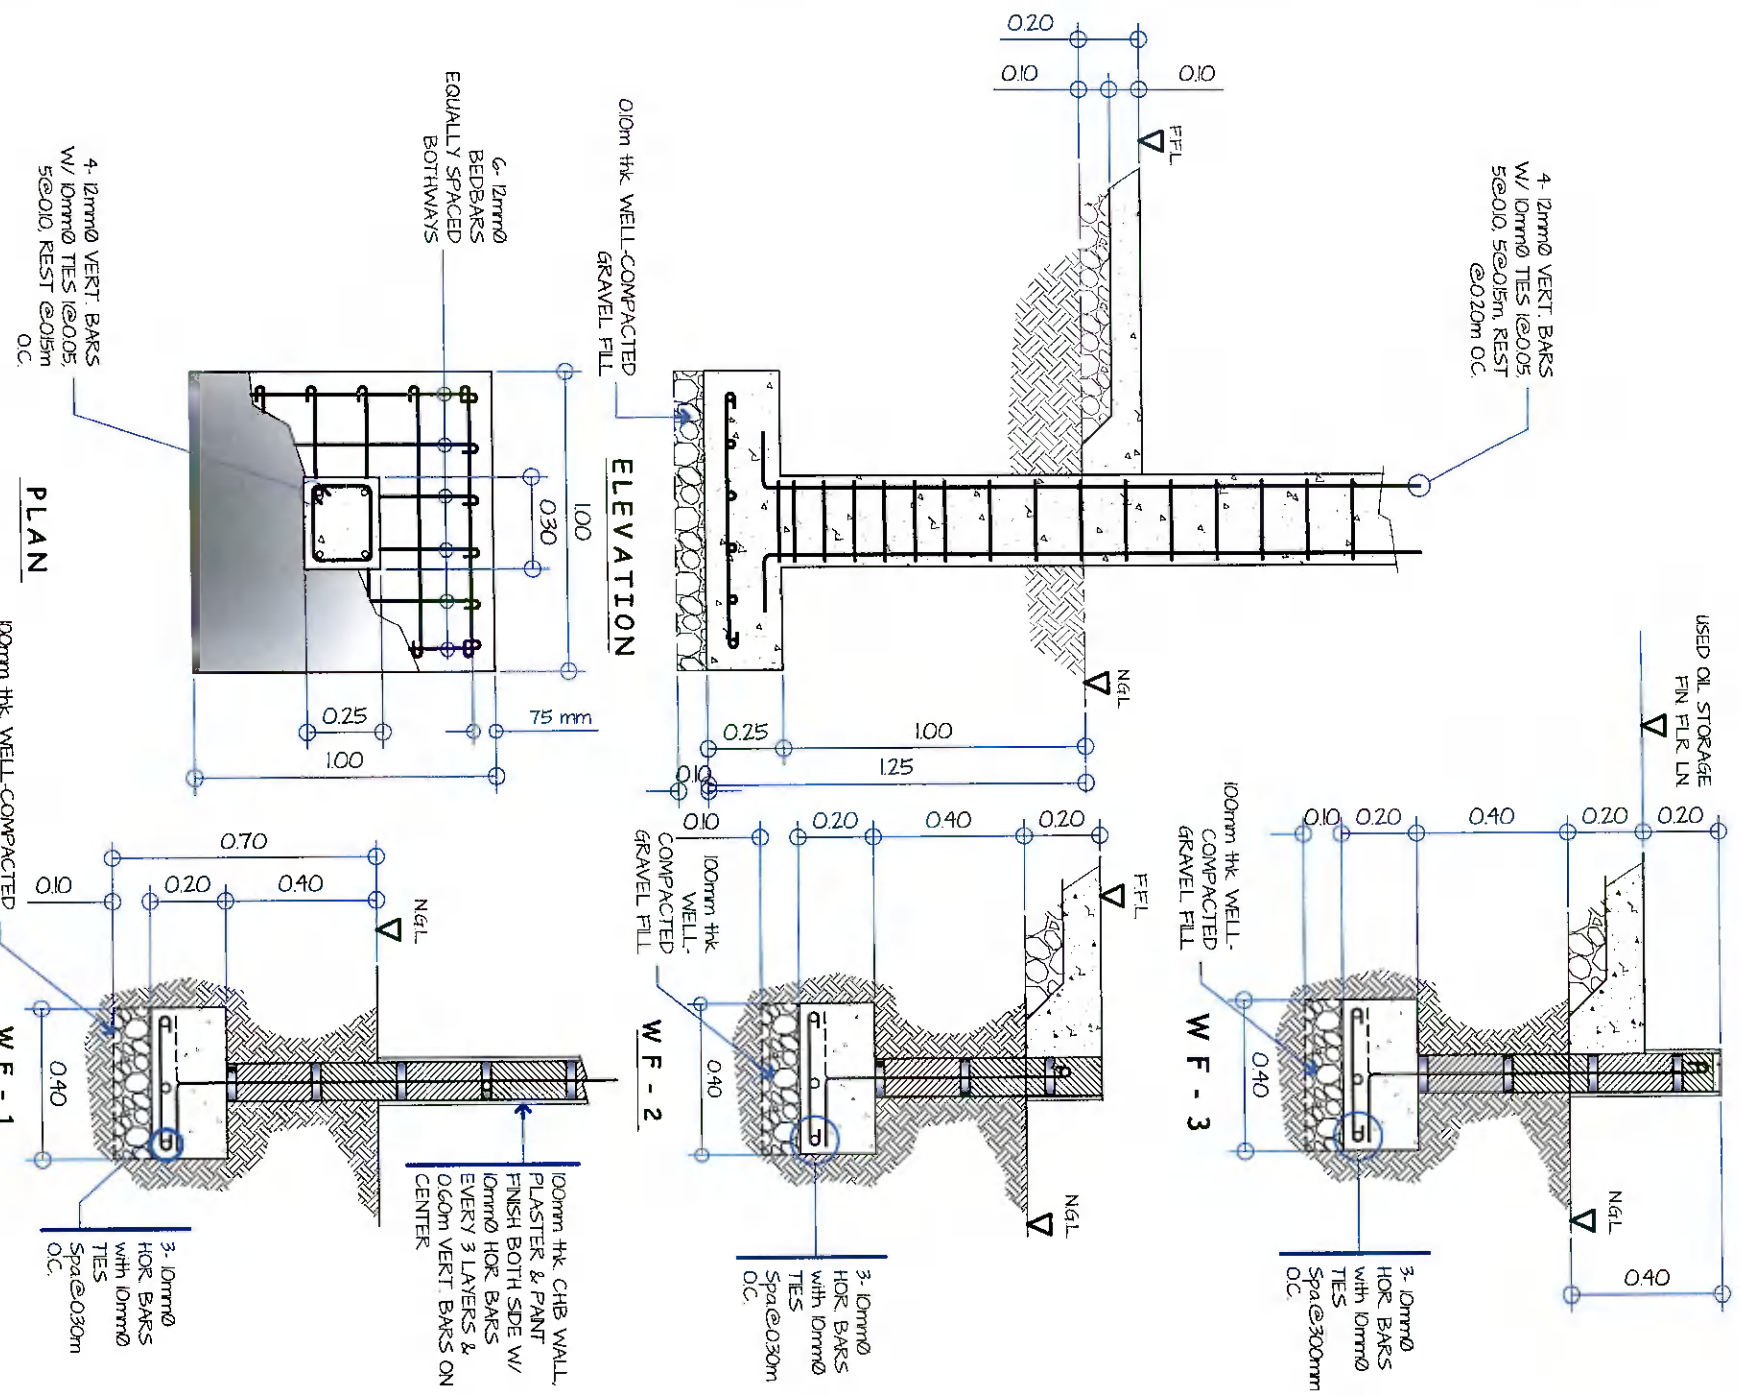 0.20
0.10
0.10
F.F.L
4- 12mmØ VERT. BARS
W/ 10mmØ TIES 1@0.05,
5@0.10, 5@0.15m, REST
@0.20m O.C.
0.10m thk. WELL-COMPACTED
GRAVEL FILL
NGL
0.25
1.00
1.25
0.10
ELEVATION
6- 12mmØ
BEDBARS
EQUALLY SPACED
BOTHWAYS
4- 12mmØ VERT. BARS
W/ 10mmØ TIES 1@0.05,
5@0.10, REST @0.15m
O.C.
1.00
0.30
0.25
1.00
75 mm
PLAN
USED OIL STORAGE
FIN FLR LN
0.10
0.20
0.40
0.20
0.20
100mm thk. WELL-
COMPACTED
GRAVEL FILL
0.40
NGL
0.40
3- 10mmØ
HOR. BARS
with 10mmØ
TIES
Spa.@300mm
O.C.
WF - 3
0.10
0.20
0.40
0.20
F.F.L
100mm thk.
WELL-
COMPACTED
GRAVEL FILL
0.40
NGL
3- 10mmØ
HOR. BARS
with 10mmØ
TIES
Spa.@0.30m
O.C.
WF - 2
0.70
0.10
0.20
0.40
NGL
100mm thk. WELL-COMPACTED
0.40
100mm thk. CHB WALL,
PLASTER & PAINT
FINISH BOTH SIDE W/
10mmØ HOR BARS
EVERY 3 LAYERS &
0.60m VERT. BARS ON
CENTER
3- 10mmØ
HOR. BARS
with 10mmØ
TIES
Spa.@0.30m
O.C.
WF - 1